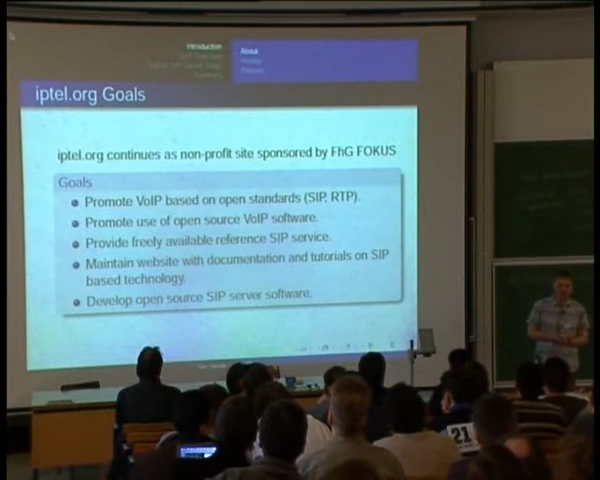 Introduction
About
iptel.org Goals
iptel.org continues as non-profit site sponsored by FhG FOKUS
Goals
Promote VoIP based on open standards (SIP, RTP).
Promote use of open source VoIP software.
Provide freely available reference SIP service.
Maintain website with documentation and tutorials on SIP
based technology.
Develop open source SIP server software.
21